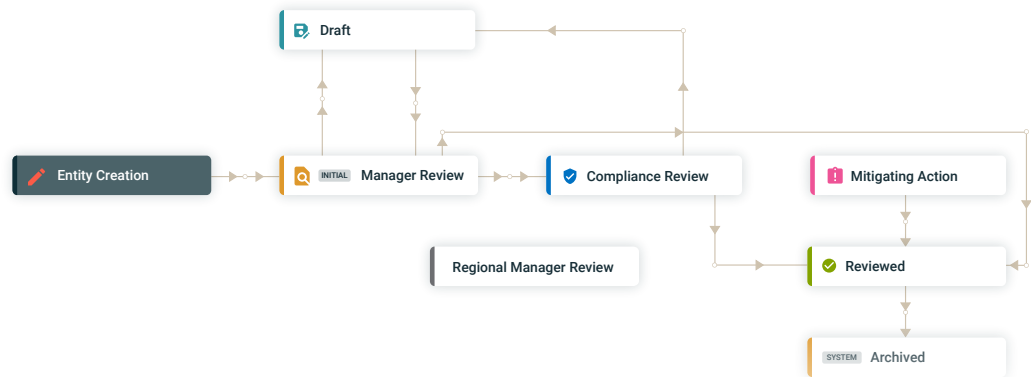 Draft
Entity Creation
INITIAL Manager Review
Compliance Review
Mitigating Action
Regional Manager Review
Reviewed
SYSTEM Archived